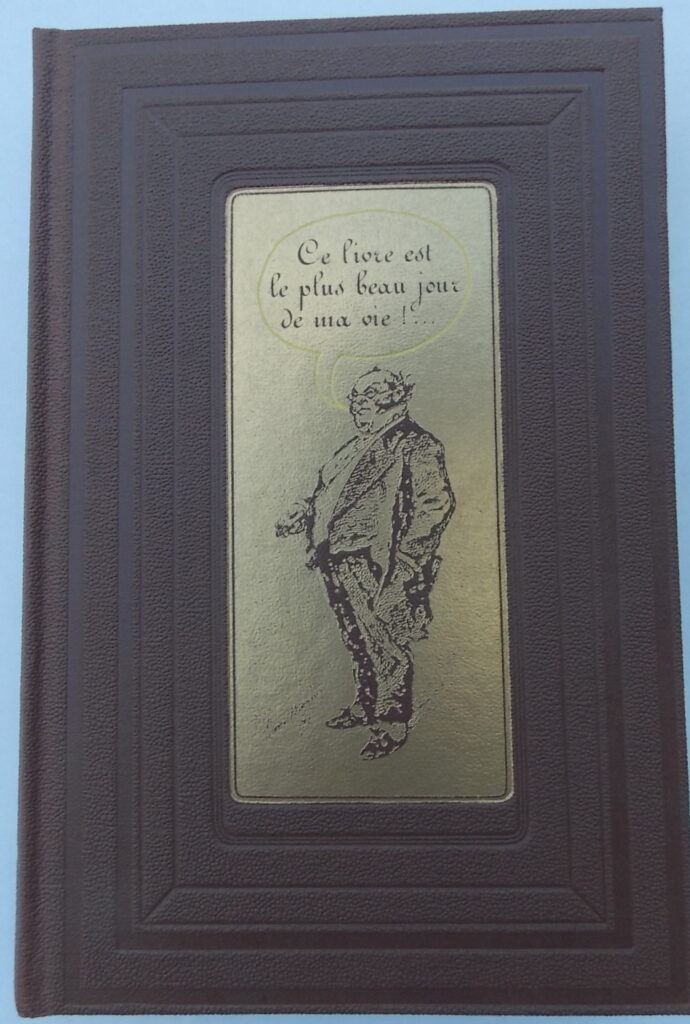 Ce livre est
le plus beau jour
de ma vie !...